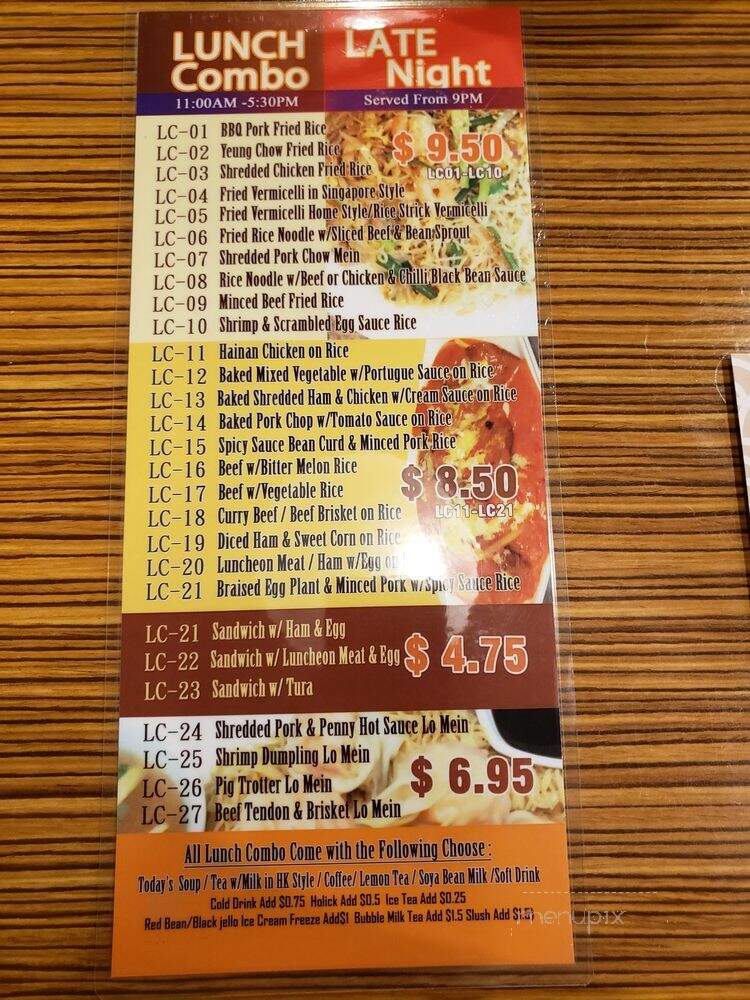 LUNCH Combo
11:00AM -5:30PM
LATE Night
Served From 9PM
LC-01 BBQ Pork Fried Rice
LC-02 Yeung Chow Fried Rice
LC-03 Shredded Chicken Fried Rice
$ 9.50
LC01-LC10
LC-04 Fried Vermicelli in Singapore Style
LC-05 Fried Vermicelli Home Style/Rice Strick Vermicelli
LC-06 Fried Rice Noodle w/Sliced Beef & Bean Sprout
LC-07 Shredded Pork Chow Mein
LC-08 Rice Noodle w/Beef or Chicken & Chilli Black Bean Sauce
LC-09 Minced Beef Fried Rice
LC-10 Shrimp & Scrambled Egg Sauce Rice
LC-11 Hainan Chicken on Rice
LC-12 Baked Mixed Vegetable w/Portugue Sauce on Rice
LC-13 Baked Shredded Ham & Chicken w/Cream Sauce on Rice
LC-14 Baked Pork Chop w/Tomato Sauce on Rice
LC-15 Spicy Sauce Bean Curd & Minced Pork Rice
LC-16 Beef w/Bitter Melon Rice
LC-17 Beef w/Vegetable Rice
$ 8.50
LC11-LC21
LC-18 Curry Beef / Beef Brisket on Rice
LC-19 Diced Ham & Sweet Corn on Rice
LC-20 Luncheon Meat / Ham w/Egg on
LC-21 Braised Egg Plant & Minced Pork w/Spicy Sauce Rice
LC-21 Sandwich w/ Ham & Egg
LC-22 Sandwich w/ Luncheon Meat & Egg
$ 4.75
LC-23 Sandwich w/ Tura
LC-24 Shredded Pork & Penny Hot Sauce Lo Mein
LC-25 Shrimp Dumpling Lo Mein
LC-26 Pig Trotter Lo Mein
$ 6.95
LC-27 Beef Tendon & Brisket Lo Mein
All Lunch Combo Come with the Following Choose :
Today's Soup / Tea w/Milk in HK Style / Coffee/ Lemon Tea / Soya Bean Milk /Soft Drink
Cold Drink Add $0.75 Holick Add $0.5 Ice Tea Add $0.25
Red Bean/Black jello Ice Cream Freeze Add$1 Bubble Milk Tea Add $1.5 Slush Add $1.5)
menupix